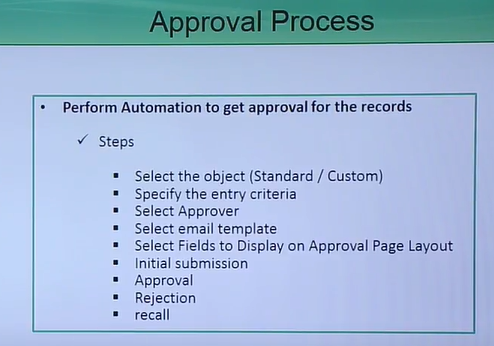 Approval Process
• Perform Automation to get approval for the records
✓ Steps
▪ Select the object (Standard / Custom)
▪ Specify the entry criteria
▪ Select Approver
▪ Select email template
▪ Select Fields to Display on Approval Page Layout
▪ Initial submission
▪ Approval
▪ Rejection
▪ recall